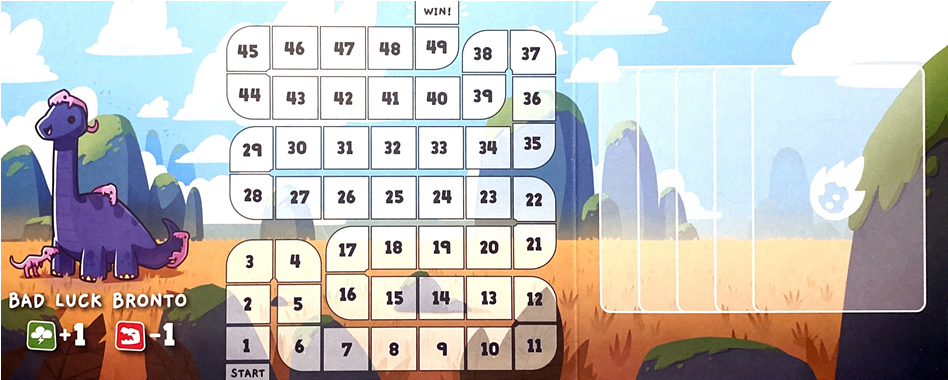 WIN!
45 46 47 48 49 38 37
44 43 42 41 40 39 36
29 30 31 32 33 34 35
28 27 26 25 24 23 22
3 4 17 18 19 20 21
2 5 16 15 14 13 12
1 6 7 8 9 10 11
START
BAD LUCK BRONTO
+1 -1